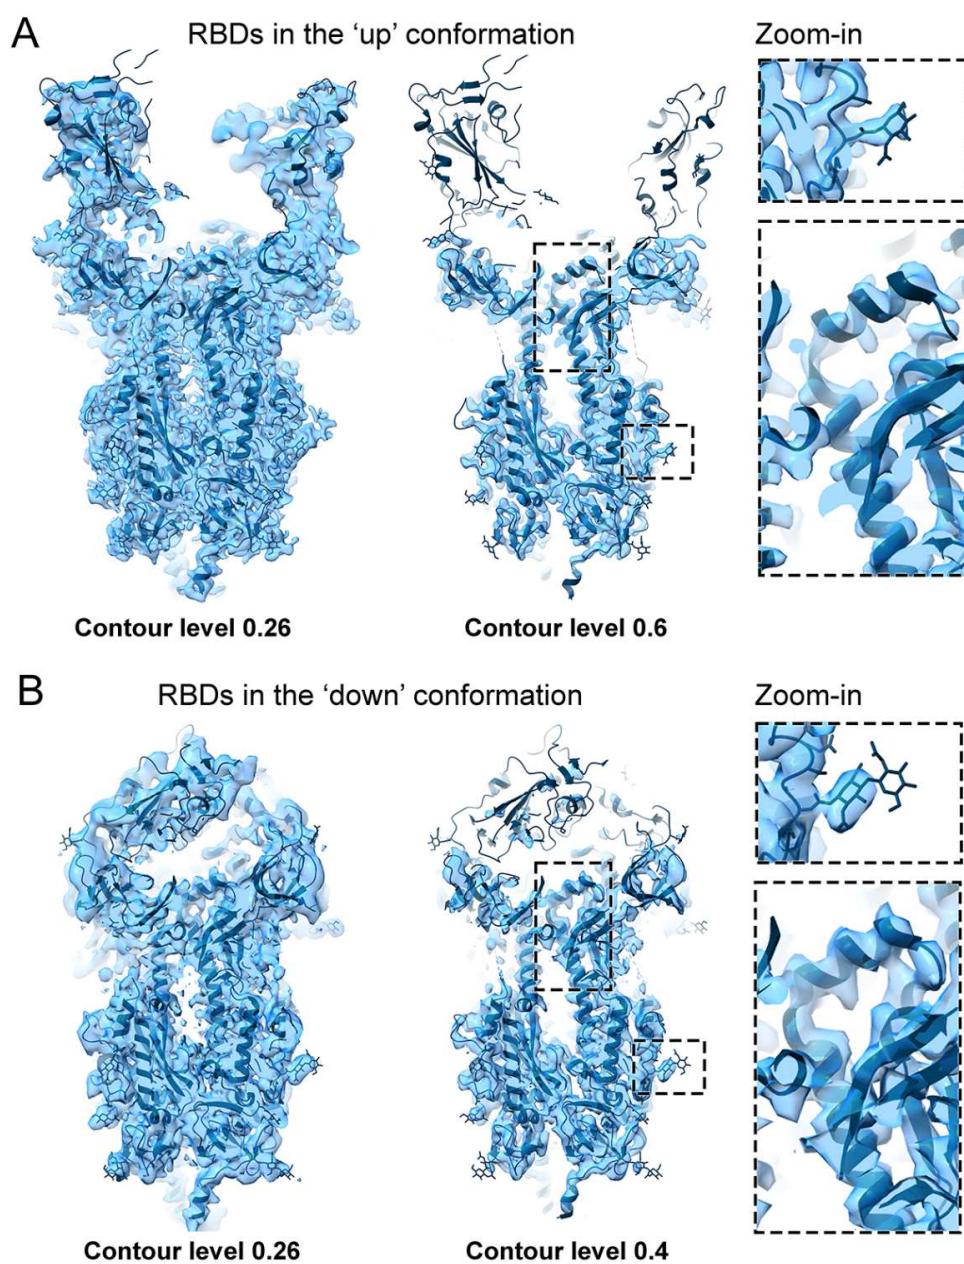 A
RBDs in the ‘up’ conformation
Zoom-in
Contour level 0.26
Contour level 0.6
B
RBDs in the ‘down’ conformation
Zoom-in
Contour level 0.26
Contour level 0.4